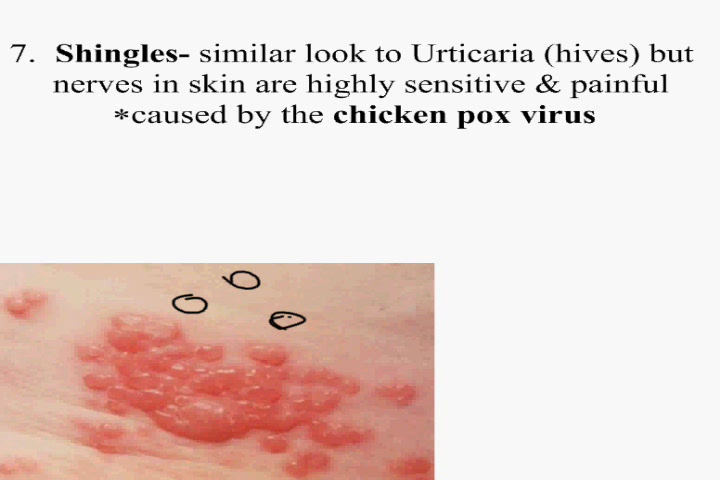 7. Shingles- similar look to Urticaria (hives) but
nerves in skin are highly sensitive & painful
*caused by the chicken pox virus